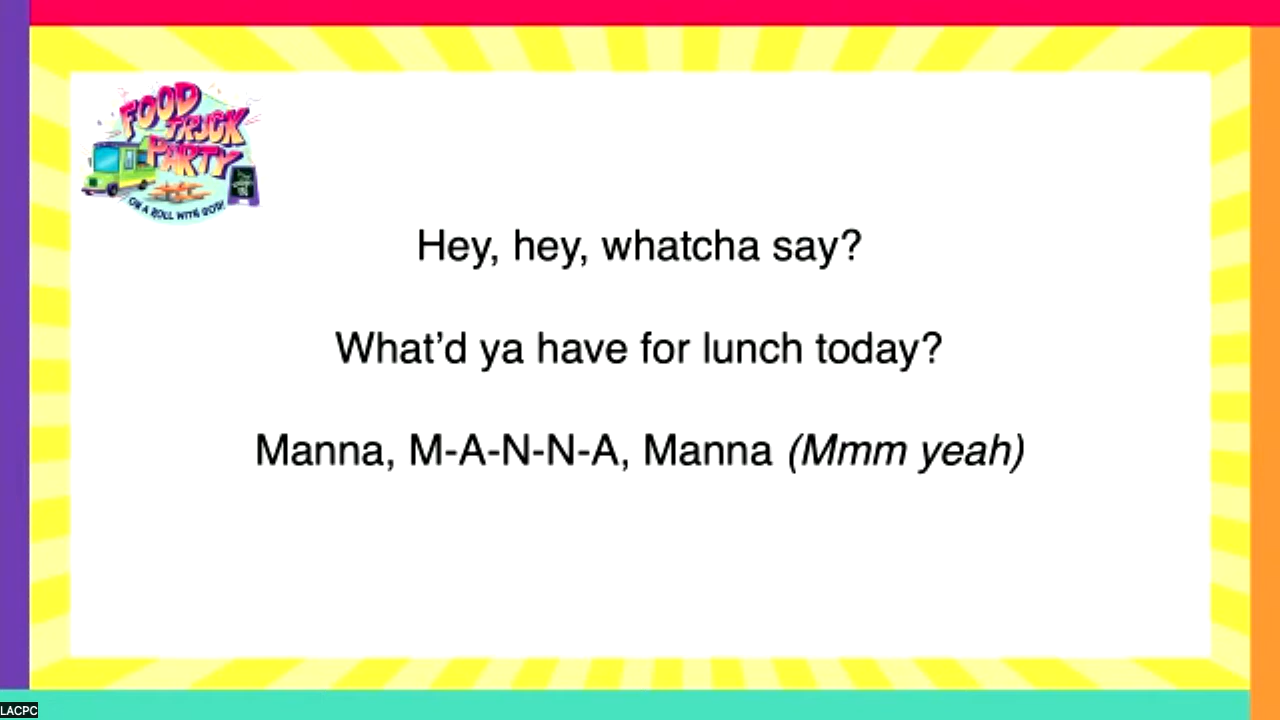 FOOD
TRUCK
PARTY
ON A ROLL WITH GOD!
Hey, hey, whatcha say?
What’d ya have for lunch today?
Manna, M-A-N-N-A, Manna (Mmm yeah)
LACPC